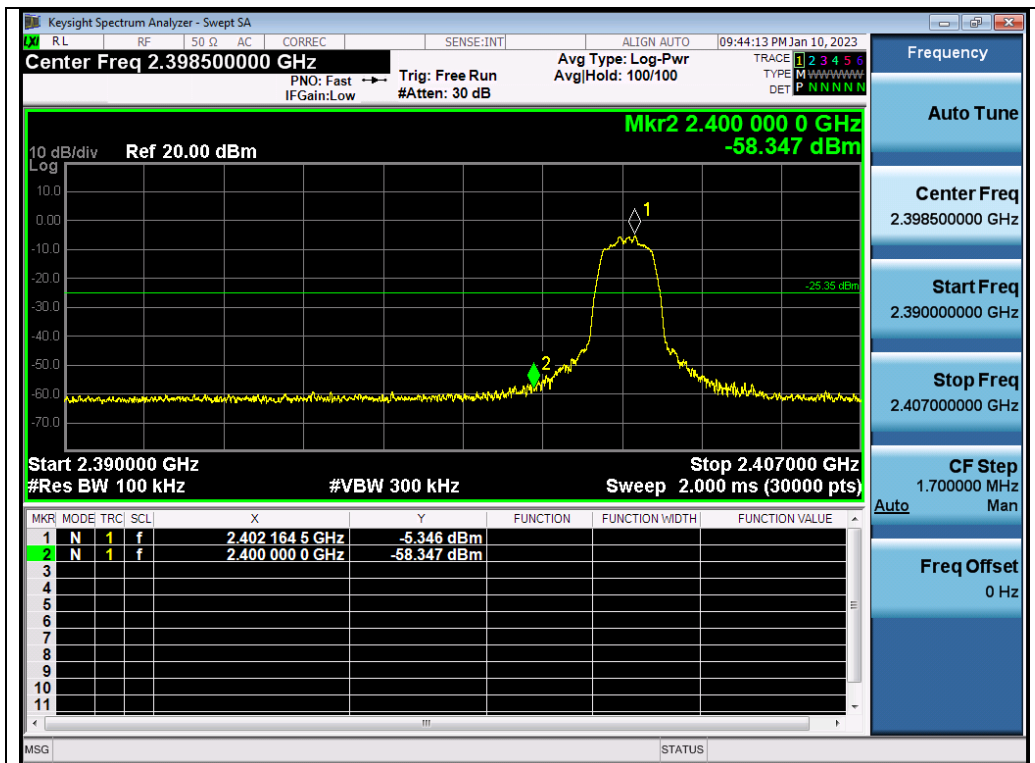 Keysight Spectrum Analyzer - Swept SA
LXI RL RF 50 Ω AC CORREC SENSE:INT ALIGN AUTO 09:44:13 PM Jan 10, 2023
Center Freq 2.398500000 GHz
PNO: Fast
IFGain:Low
Trig: Free Run
#Atten: 30 dB
Avg Type: Log-Pwr
Avg|Hold: 100/100
TRACE 1 2 3 4 5 6
TYPE M WWWWW
DET P N N N N N
Mkr2 2.400 000 0 GHz
-58.347 dBm
10 dB/div Ref 20.00 dBm
Log
10.0
0.00
-10.0
-20.0
-30.0
-40.0
-50.0
-60.0
-70.0
1
-25.35 dBm
2
Start 2.390000 GHz Stop 2.407000 GHz
#Res BW 100 kHz #VBW 300 kHz Sweep 2.000 ms (30000 pts)
MKR MODE TRC SCL X Y FUNCTION FUNCTION WIDTH FUNCTION VALUE
1 N 1 f 2.402 164 5 GHz -5.346 dBm
2 N 1 f 2.400 000 0 GHz -58.347 dBm
3
4
5
6
7
8
9
10
11
MSG STATUS
Frequency
Auto Tune
Center Freq
2.398500000 GHz
Start Freq
2.390000000 GHz
Stop Freq
2.407000000 GHz
CF Step
1.700000 MHz
Auto Man
Freq Offset
0 Hz